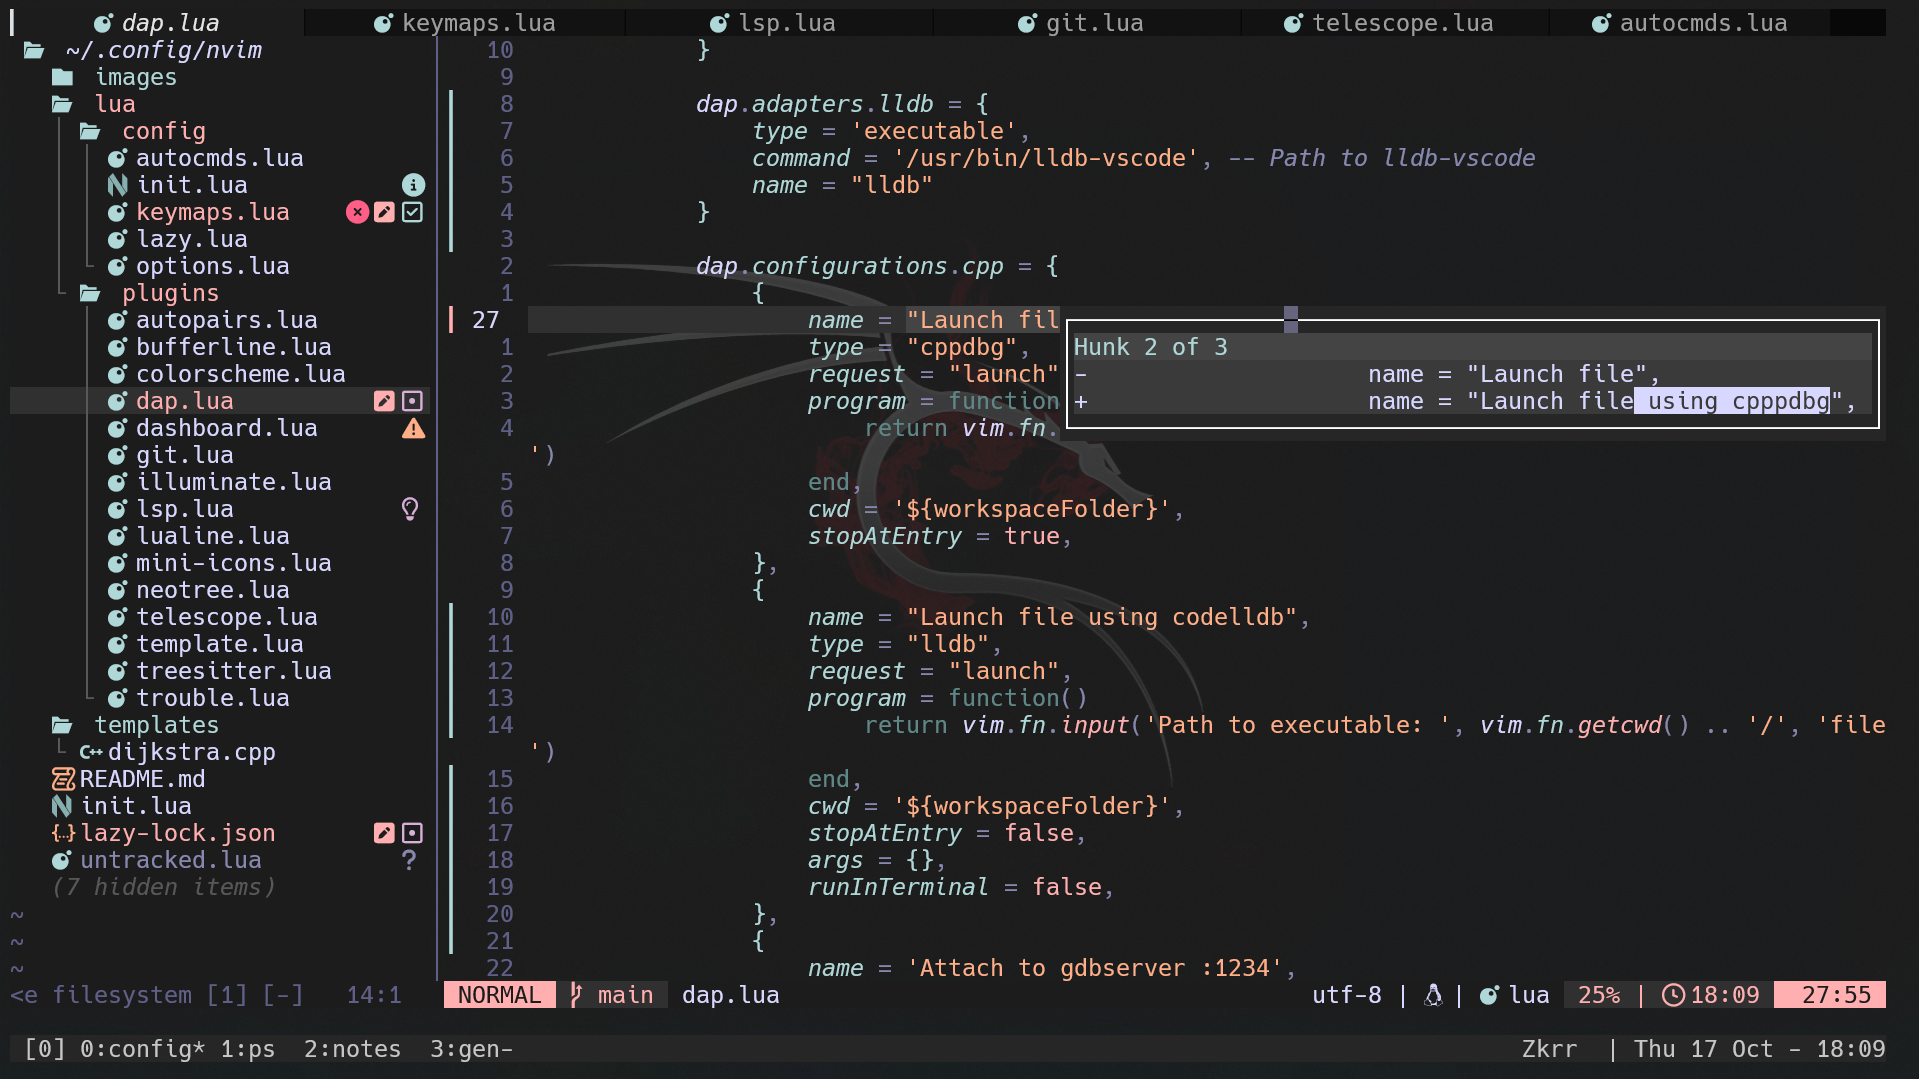 dap.lua keymaps.lua lsp.lua git.lua telescope.lua autocmds.lua
~/.config/nvim
images
lua
config
autocmds.lua
init.lua
keymaps.lua
lazy.lua
options.lua
plugins
autopairs.lua
bufferline.lua
colorscheme.lua
dap.lua
dashboard.lua
git.lua
illuminate.lua
lsp.lua
lualine.lua
mini-icons.lua
neotree.lua
telescope.lua
template.lua
treesitter.lua
trouble.lua
templates
C++ dijkstra.cpp
README.md
init.lua
{..} lazy-lock.json
untracked.lua ?
(7 hidden items)
~
~
~
10 }
9
8 dap.adapters.lldb = {
7 type = 'executable',
6 command = '/usr/bin/lldb-vscode', -- Path to lldb-vscode
5 name = "lldb"
4 }
3
2 dap.configurations.cpp = {
1 {
27 name = "Launch fil
1 type = "cppdbg",
2 request = "launch"
3 program = function
4 return vim.fn.
')
Hunk 2 of 3
- name = "Launch file",
+ name = "Launch file using cpppdbg",
5 end,
6 cwd = '${workspaceFolder}',
7 stopAtEntry = true,
8 },
9 {
10 name = "Launch file using codelldb",
11 type = "lldb",
12 request = "launch",
13 program = function()
14 return vim.fn.input('Path to executable: ', vim.fn.getcwd() .. '/', 'file
')
15 end,
16 cwd = '${workspaceFolder}',
17 stopAtEntry = false,
18 args = {},
19 runInTerminal = false,
20 },
21 {
22 name = 'Attach to gdbserver :1234',
<e filesystem [1] [-] 14:1 NORMAL main dap.lua utf-8 | | lua 25% | 18:09 27:55
[0] 0:config* 1:ps 2:notes 3:gen- Zkrr | Thu 17 Oct - 18:09